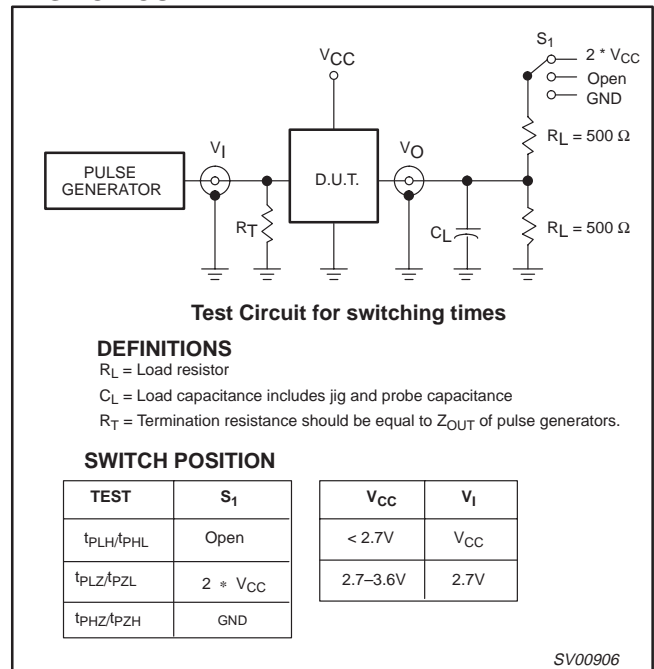 S1
2 * VCC
VCC
Open
GND
RL = 500 Ω
VI
VO
PULSE
GENERATOR
D.U.T.
RT
CL
RL = 500 Ω
Test Circuit for switching times
DEFINITIONS
RL = Load resistor
CL = Load capacitance includes jig and probe capacitance
RT = Termination resistance should be equal to ZOUT of pulse generators.
SWITCH POSITION
TEST S1
tPLH/tPHL Open
tPLZ/tPZL 2 * VCC
tPHZ/tPZH GND
VCC VI
< 2.7V VCC
2.7–3.6V 2.7V
SV00906